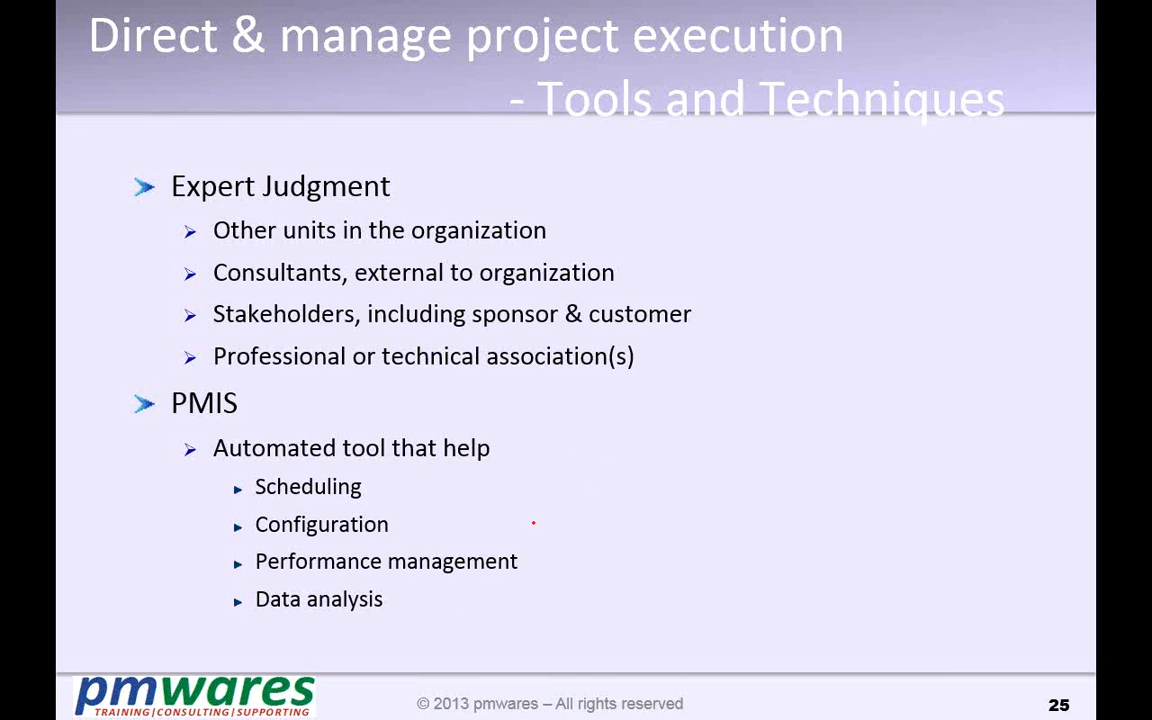 Direct & manage project execution
- Tools and Techniques
Expert Judgment
Other units in the organization
Consultants, external to organization
Stakeholders, including sponsor & customer
Professional or technical association(s)
PMIS
Automated tool that help
Scheduling
Configuration
Performance management
Data analysis
pmwares
TRAINING|CONSULTING|SUPPORTING
© 2013 pmwares – All rights reserved
25